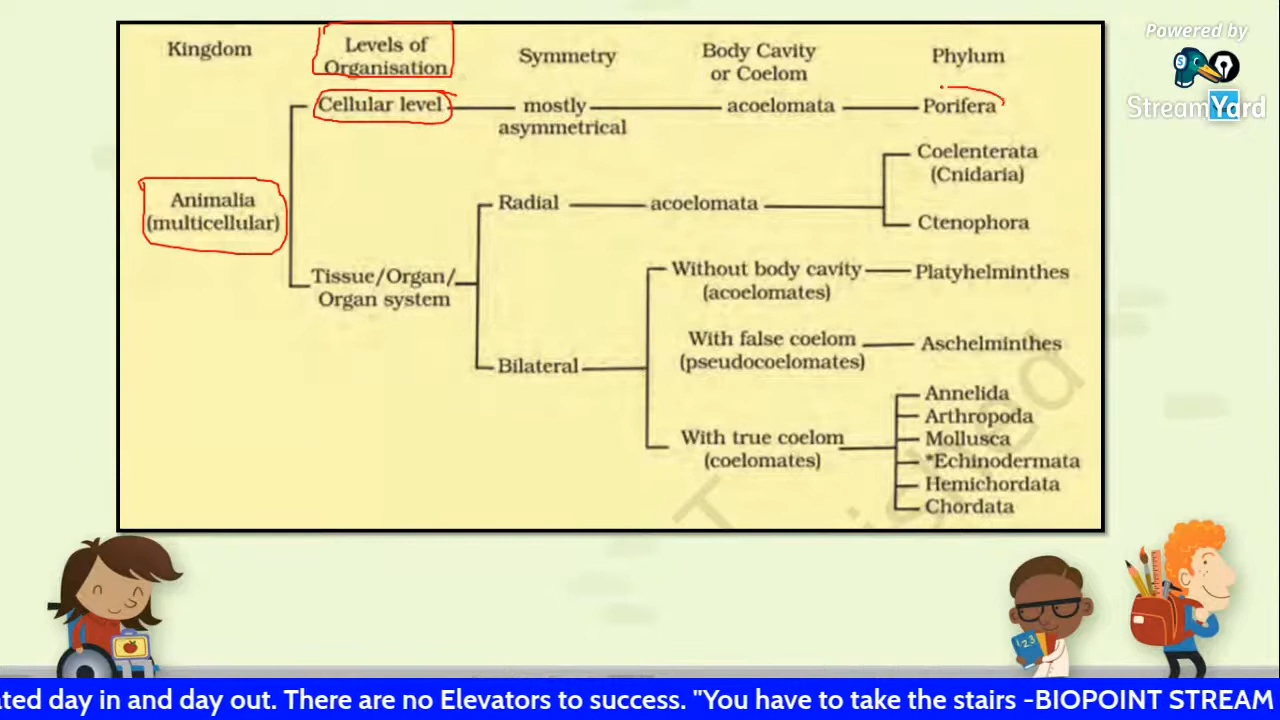 Powered by
StreamYard
Kingdom
Levels of
Organisation
Symmetry
Body Cavity
or Coelom
Phylum
Cellular level
mostly
asymmetrical
acoelomata
Porifera
Animalia
(multicellular)
Coelenterata
(Cnidaria)
Radial
acoelomata
Ctenophora
Tissue/Organ/
Organ system
Without body cavity
(acoelomates)
Platyhelminthes
With false coelom
(pseudocoelomates)
Aschelminthes
Bilateral
Annelida
Arthropoda
With true coelom
(coelomates)
Mollusca
*Echinodermata
Hemichordata
Chordata
123
ated day in and day out. There are no Elevators to success. "You have to take the stairs -BIOPOINT STREAM